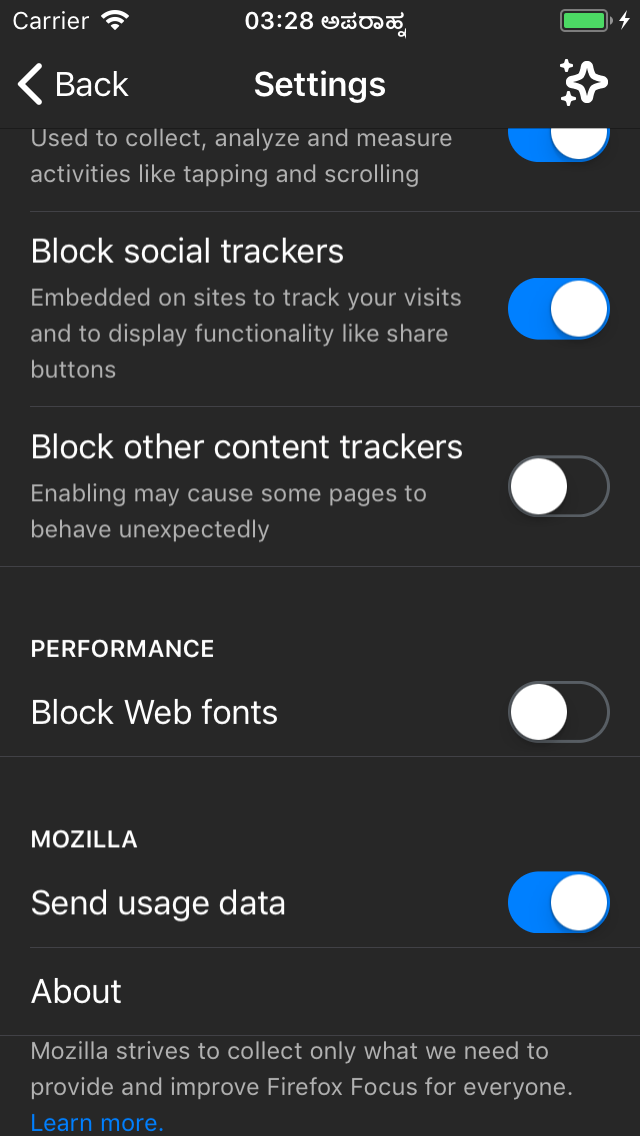 Carrier 03:28 ಅಪರಾಹ್ನ
Back Settings
Used to collect, analyze and measure
activities like tapping and scrolling
Block social trackers
Embedded on sites to track your visits
and to display functionality like share
buttons
Block other content trackers
Enabling may cause some pages to
behave unexpectedly
PERFORMANCE
Block Web fonts
MOZILLA
Send usage data
About
Mozilla strives to collect only what we need to
provide and improve Firefox Focus for everyone.
Learn more.